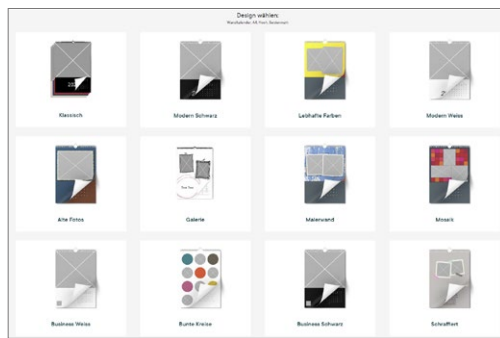 Design wählen:
Klassisch
Modern Schwarz
Lebhafte Farben
Modern Weiss
Alte Fotos
Galerie
Malerwand
Mosaik
Business Weiss
Bunte Kreise
Business Schwarz
Schraffiert